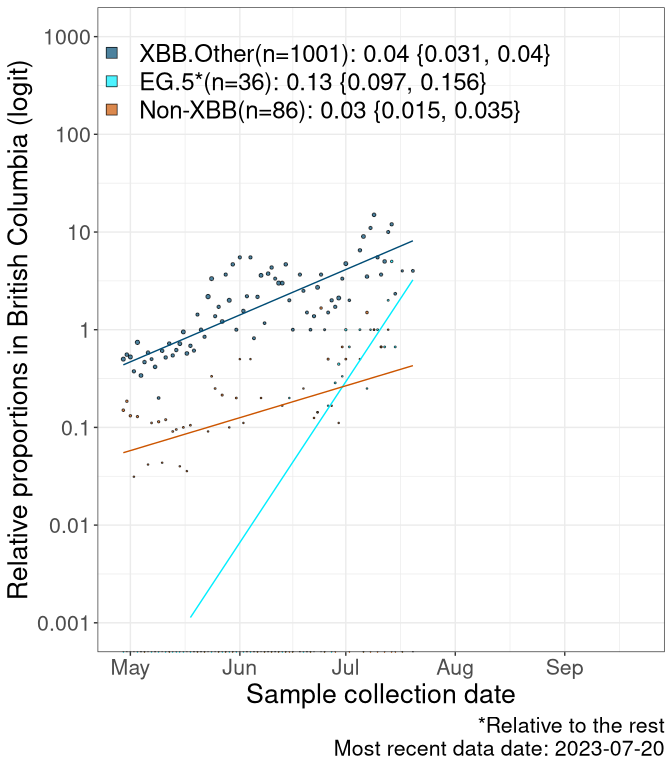 1000
100
10
1
0.1
0.01
0.001
Relative proportions in British Columbia (logit)
XBB.Other(n=1001): 0.04 {0.031, 0.04}
EG.5*(n=36): 0.13 {0.097, 0.156}
Non-XBB(n=86): 0.03 {0.015, 0.035}
May Jun Jul Aug Sep
Sample collection date
*Relative to the rest
Most recent data date: 2023-07-20